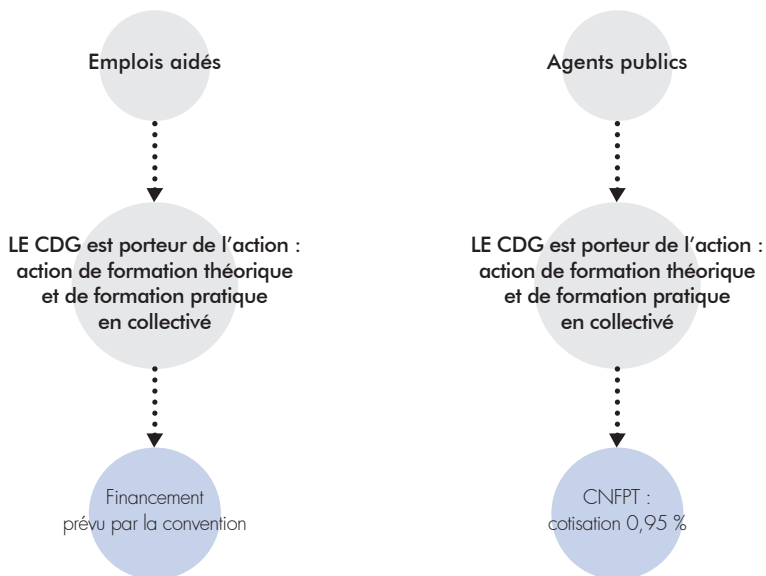 Emplois aidés
LE CDG est porteur de l'action :
action de formation théorique
et de formation pratique
en collectivé
Financement
prévu par la convention
Agents publics
LE CDG est porteur de l'action :
action de formation théorique
et de formation pratique
en collectivé
CNFPT :
cotisation 0,95 %